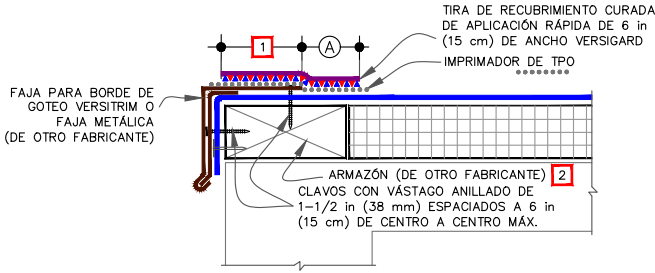 TIRA DE RECUBRIMIENTO CURADA
DE APLICACIÓN RÁPIDA DE 6 in
(15 cm) DE ANCHO VERSIGARD
1
A
IMPRIMADOR DE TPO
FAJA PARA BORDE DE
GOTEO VERSITRIM O
FAJA METÁLICA
(DE OTRO FABRICANTE)
ARMAZÓN (DE OTRO FABRICANTE) 2
CLAVOS CON VÁSTAGO ANILLADO DE
1-1/2 in (38 mm) ESPACIADOS A 6 in
(15 cm) DE CENTRO A CENTRO MÁX.